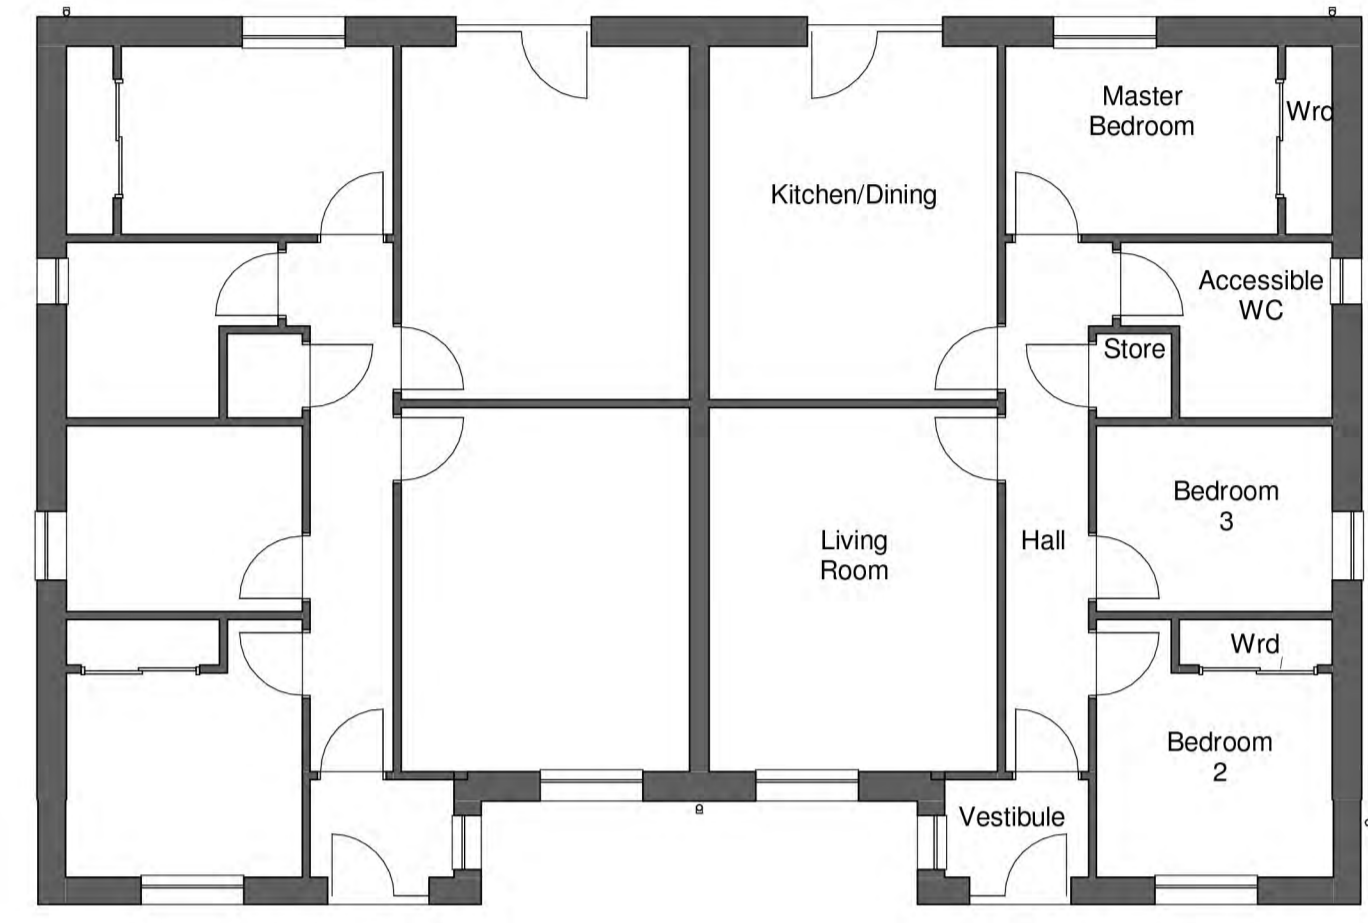 Master
Bedroom
Wrd
Kitchen/Dining
Accessible
WC
Store
Bedroom
3
Living
Room
Hall
Wrd
Bedroom
2
Vestibule